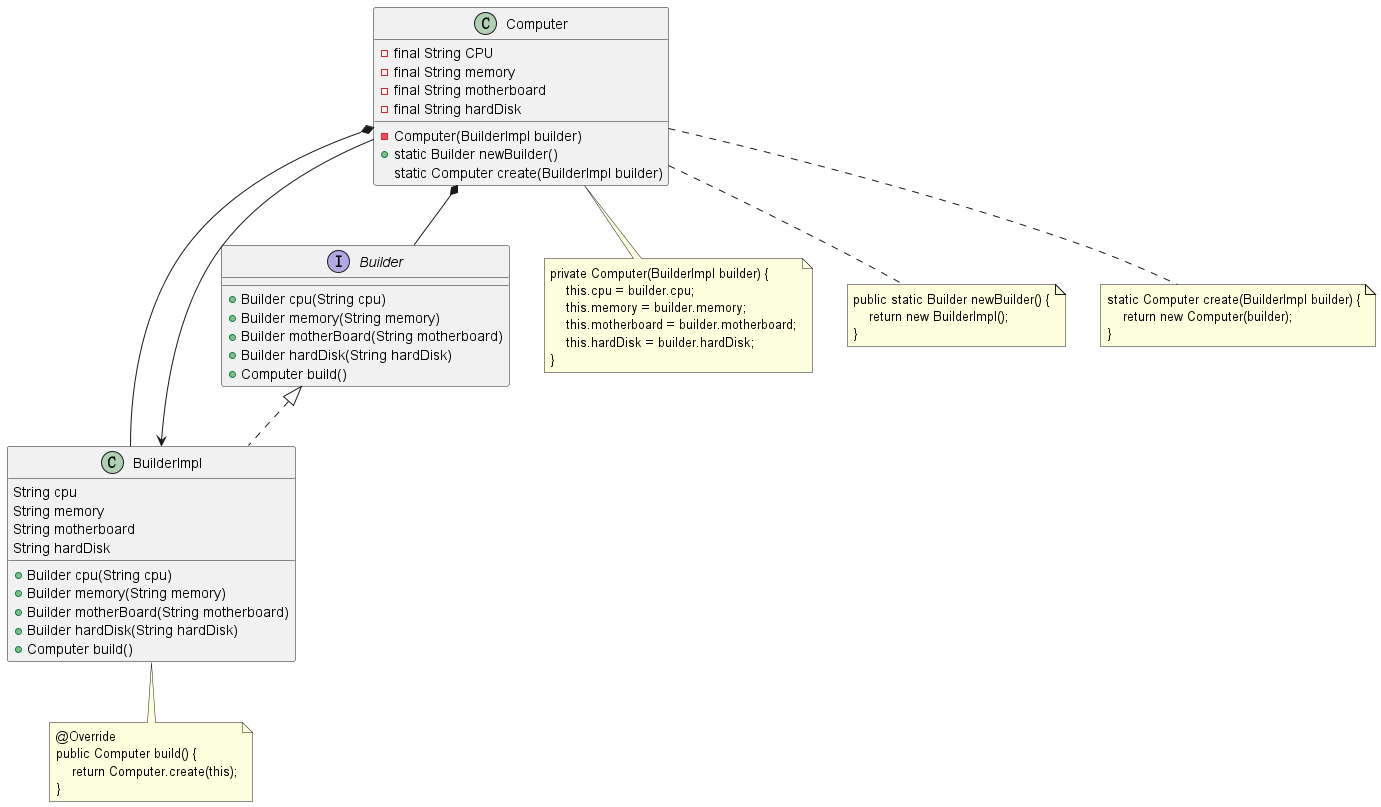 C Computer
final String CPU
final String memory
final String motherboard
final String hardDisk
Computer(BuilderImpl builder)
static Builder newBuilder()
static Computer create(BuilderImpl builder)
I Builder
Builder cpu(String cpu)
Builder memory(String memory)
Builder motherBoard(String motherboard)
Builder hardDisk(String hardDisk)
Computer build()
private Computer(BuilderImpl builder) {
this.cpu = builder.cpu;
this.memory = builder.memory;
this.motherboard = builder.motherboard;
this.hardDisk = builder.hardDisk;
}
public static Builder newBuilder() {
return new BuilderImpl();
}
static Computer create(BuilderImpl builder) {
return new Computer(builder);
}
C BuilderImpl
String cpu
String memory
String motherboard
String hardDisk
Builder cpu(String cpu)
Builder memory(String memory)
Builder motherBoard(String motherboard)
Builder hardDisk(String hardDisk)
Computer build()
@Override
public Computer build() {
return Computer.create(this);
}